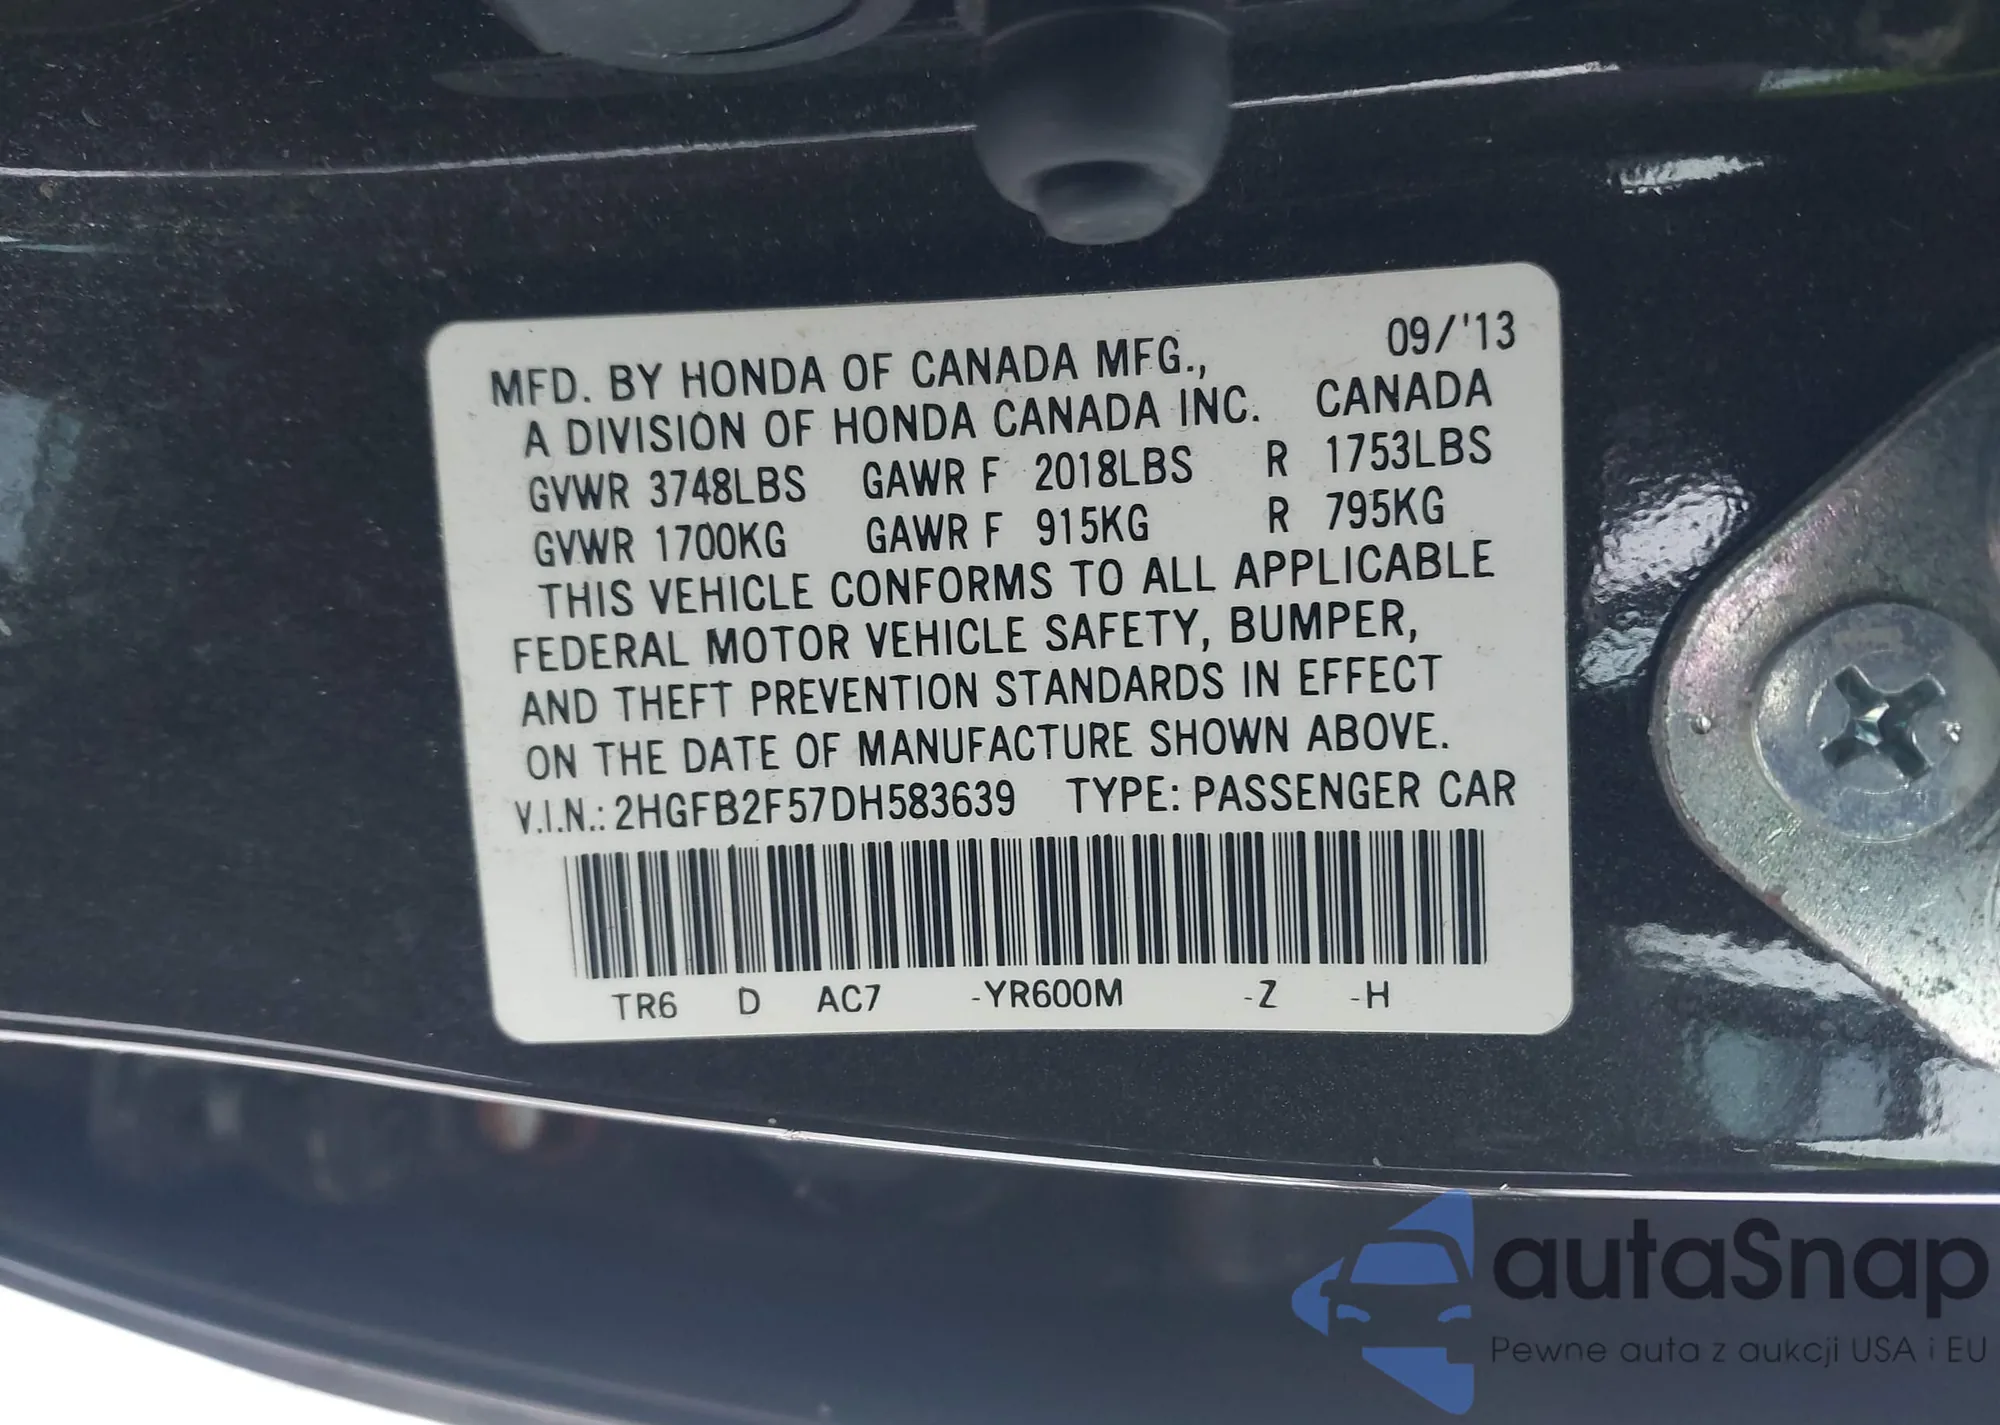 09/'13
MFD. BY HONDA OF CANADA MFG.,
A DIVISION OF HONDA CANADA INC. CANADA
GVWR 3748LBS GAWR F 2018LBS R 1753LBS
GVWR 1700KG GAWR F 915KG R 795KG
THIS VEHICLE CONFORMS TO ALL APPLICABLE
FEDERAL MOTOR VEHICLE SAFETY, BUMPER,
AND THEFT PREVENTION STANDARDS IN EFFECT
ON THE DATE OF MANUFACTURE SHOWN ABOVE.
V.I.N.: 2HGFB2F57DH583639 TYPE: PASSENGER CAR
TR6 D AC7 -YR600M -Z -H
autaSnap
Pewne auta z aukcji USA i EU